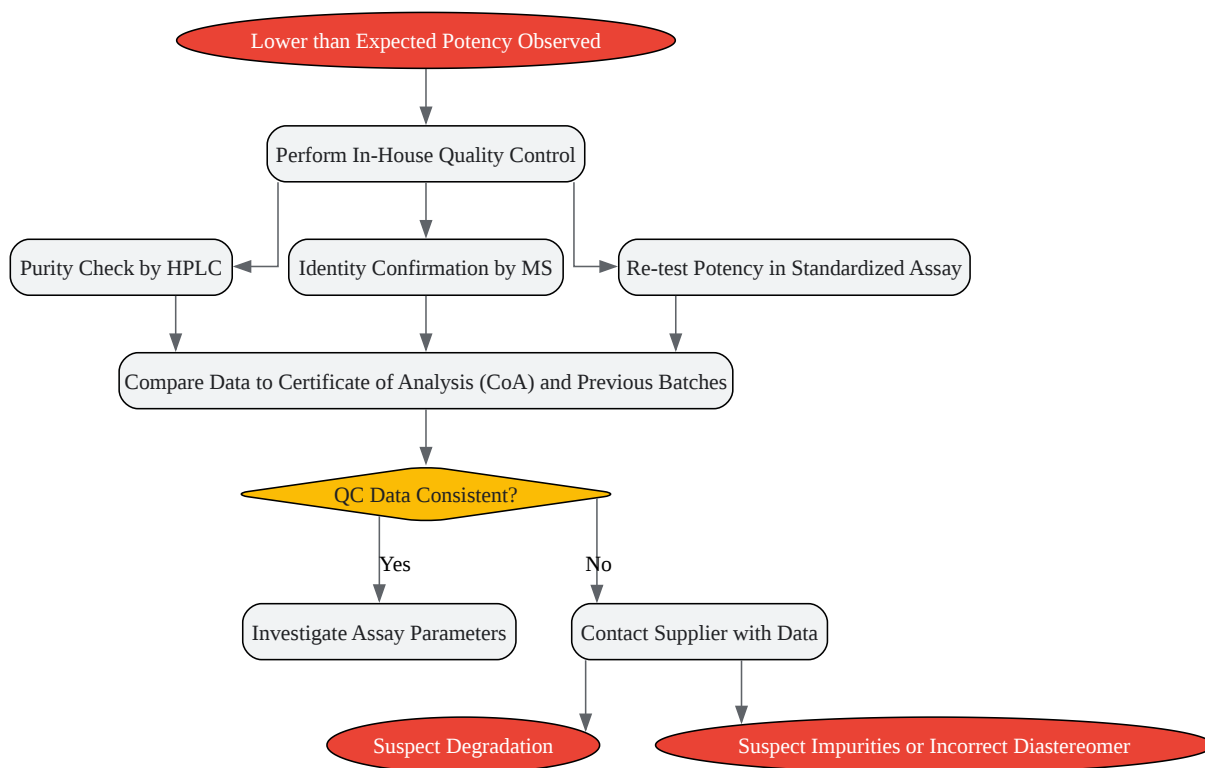 Lower than Expected Potency Observed
Perform In-House Quality Control
Purity Check by HPLC
Identity Confirmation by MS
Re-test Potency in Standardized Assay
Compare Data to Certificate of Analysis (CoA) and Previous Batches
QC Data Consistent?
Yes
No
Investigate Assay Parameters
Contact Supplier with Data
Suspect Degradation
Suspect Impurities or Incorrect Diastereomer